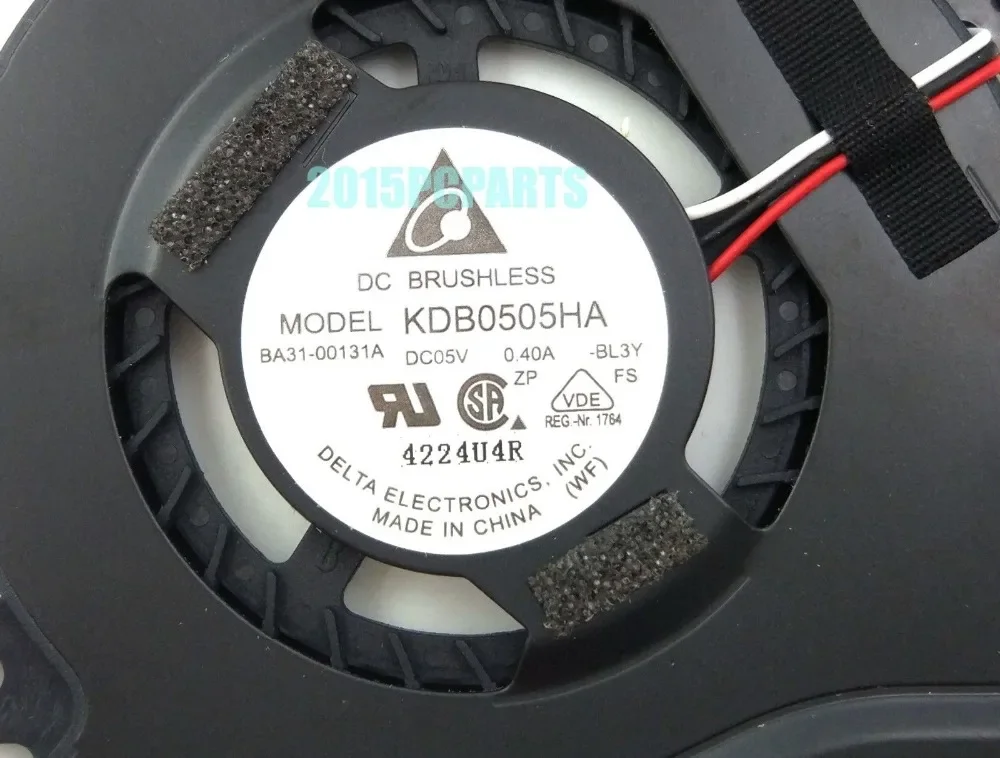 2015PCPARTS
DC BRUSHLESS
MODEL KDB0505HA
BA31-00131A DC05V 0.40A -BL3Y
ZP FS
VDE
REG.-Nr. 1764
4224U4R
DELTA ELECTRONICS, INC.
(WF)
MADE IN CHINA